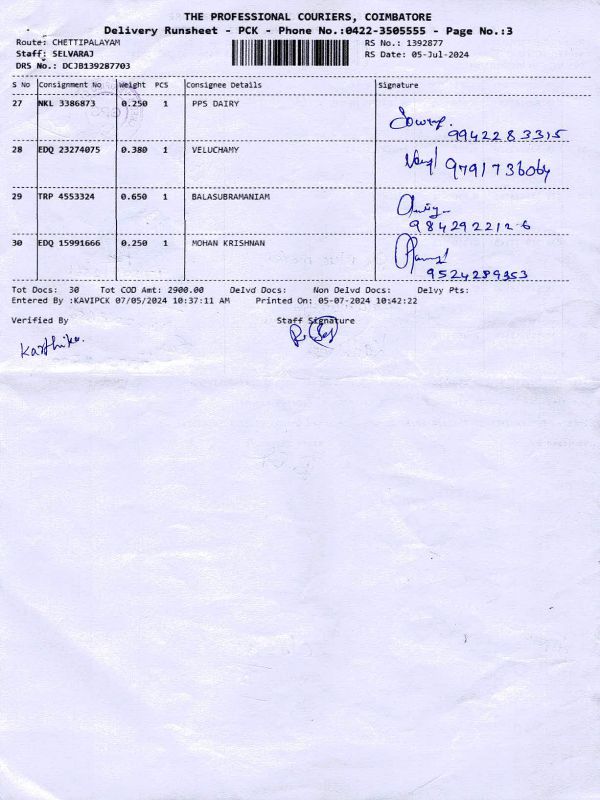 THE PROFESSIONAL COURIERS, COIMBATORE
Delivery Runsheet - PCK - Phone No.:0422-3505555 - Page No.:3
Route: CHETTIPALAYAM RS No.: 1392877
Staff: SELVARAJ RS Date: 05-Jul-2024
DRS No.: DCJB139287703
S No Consignment No Weight PCS Consignee Details Signature
27 NKL 3386873 0.250 1 PPS DAIRY
9942283315
28 EDQ 23274075 0.380 1 VELUCHAMY
9791736064
29 TRP 4553324 0.650 1 BALASUBRAMANIAM
9842922126
30 EDQ 15991666 0.250 1 MOHAN KRISHNAN
9524289353
Tot Docs: 30 Tot COD Amt: 2900.00 Delvd Docs: Non Delvd Docs: Delvy Pts:
Entered By :KAVIPCK 07/05/2024 10:37:11 AM Printed On: 05-07-2024 10:42:22
Verified By Staff Signature
Karthika.